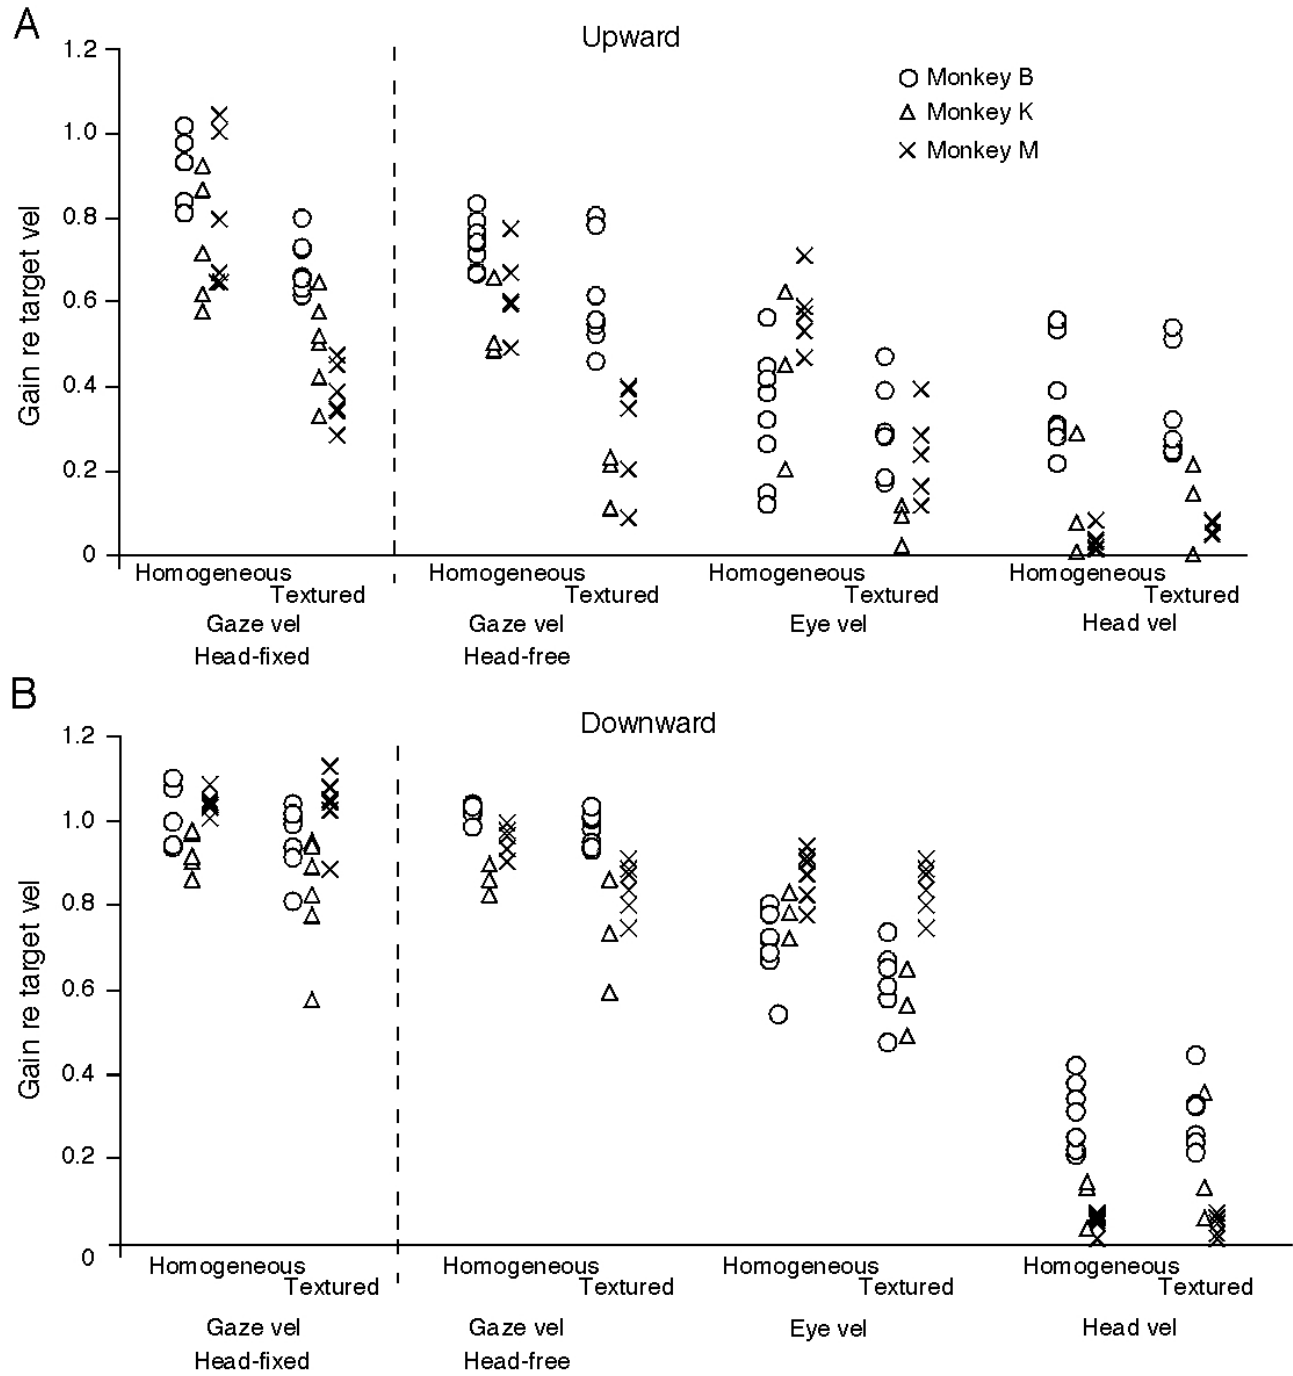 A
Upward
1.2
1.0
0.8
0.6
0.4
0.2
0
Gain re target vel
Monkey B
Monkey K
Monkey M
Homogeneous Homogeneous Homogeneous Homogeneous
Textured Textured Textured Textured
Gaze vel Gaze vel Eye vel Head vel
Head-fixed Head-free
B
Downward
1.2
1.0
0.8
0.6
0.4
0.2
0
Gain re target vel
Homogeneous Homogeneous Homogeneous Homogeneous
Textured Textured Textured Textured
Gaze vel Gaze vel Eye vel Head vel
Head-fixed Head-free